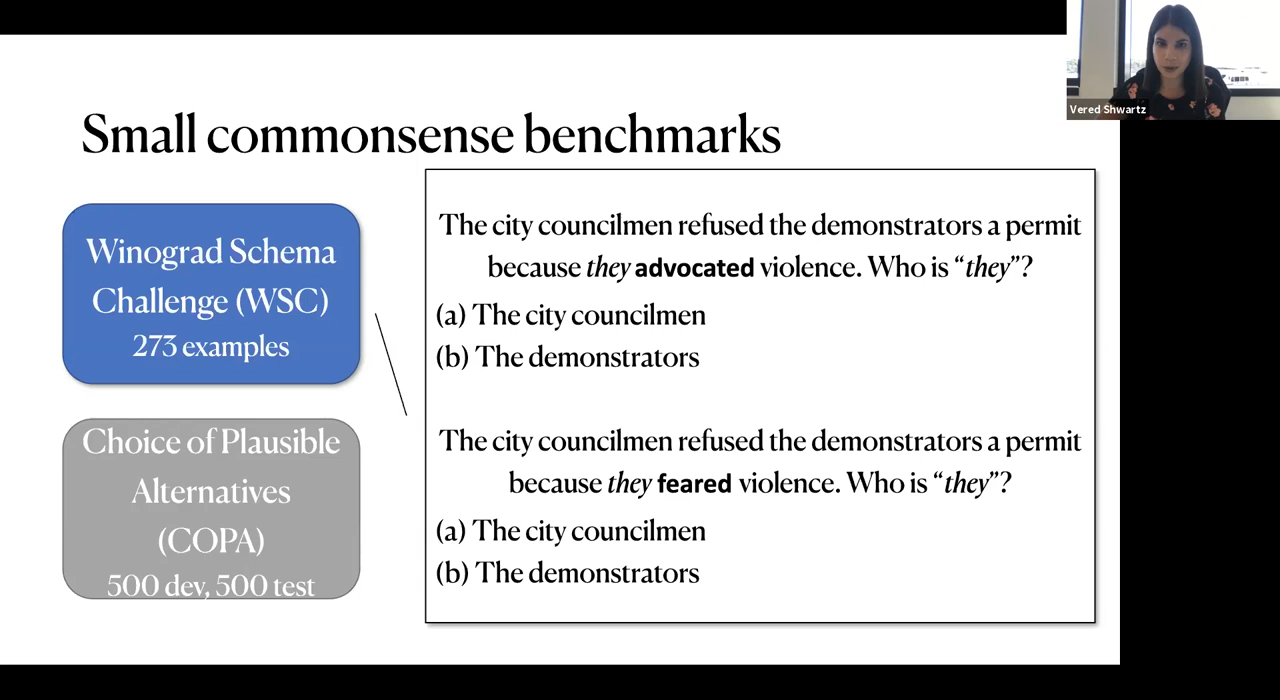 Vered Shwartz
Small commonsense benchmarks
Winograd Schema
Challenge (WSC)
273 examples
Choice of Plausible
Alternatives
(COPA)
500 dev, 500 test
The city councilmen refused the demonstrators a permit
because they advocated violence. Who is “they”?
(a) The city councilmen
(b) The demonstrators
The city councilmen refused the demonstrators a permit
because they feared violence. Who is “they”?
(a) The city councilmen
(b) The demonstrators